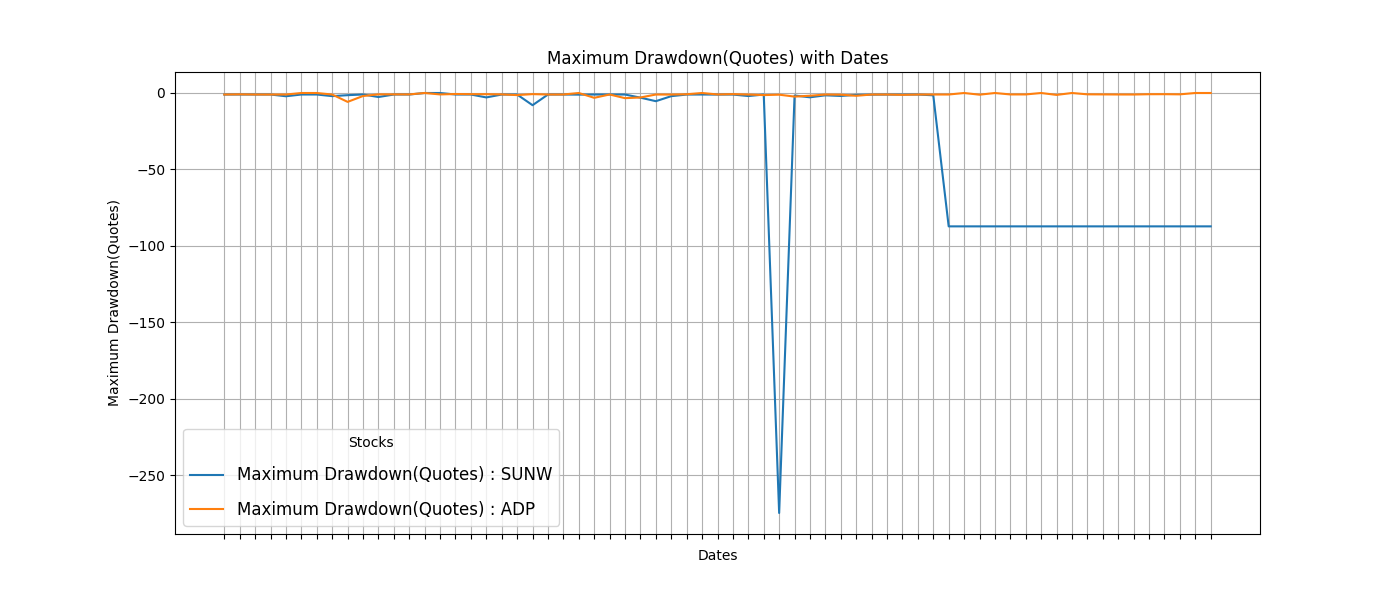 Maximum Drawdown(Quotes) with Dates
Maximum Drawdown(Quotes)
0
−50
−100
−150
−200
−250
Stocks
Maximum Drawdown(Quotes) : SUNW
Maximum Drawdown(Quotes) : ADP
Dates